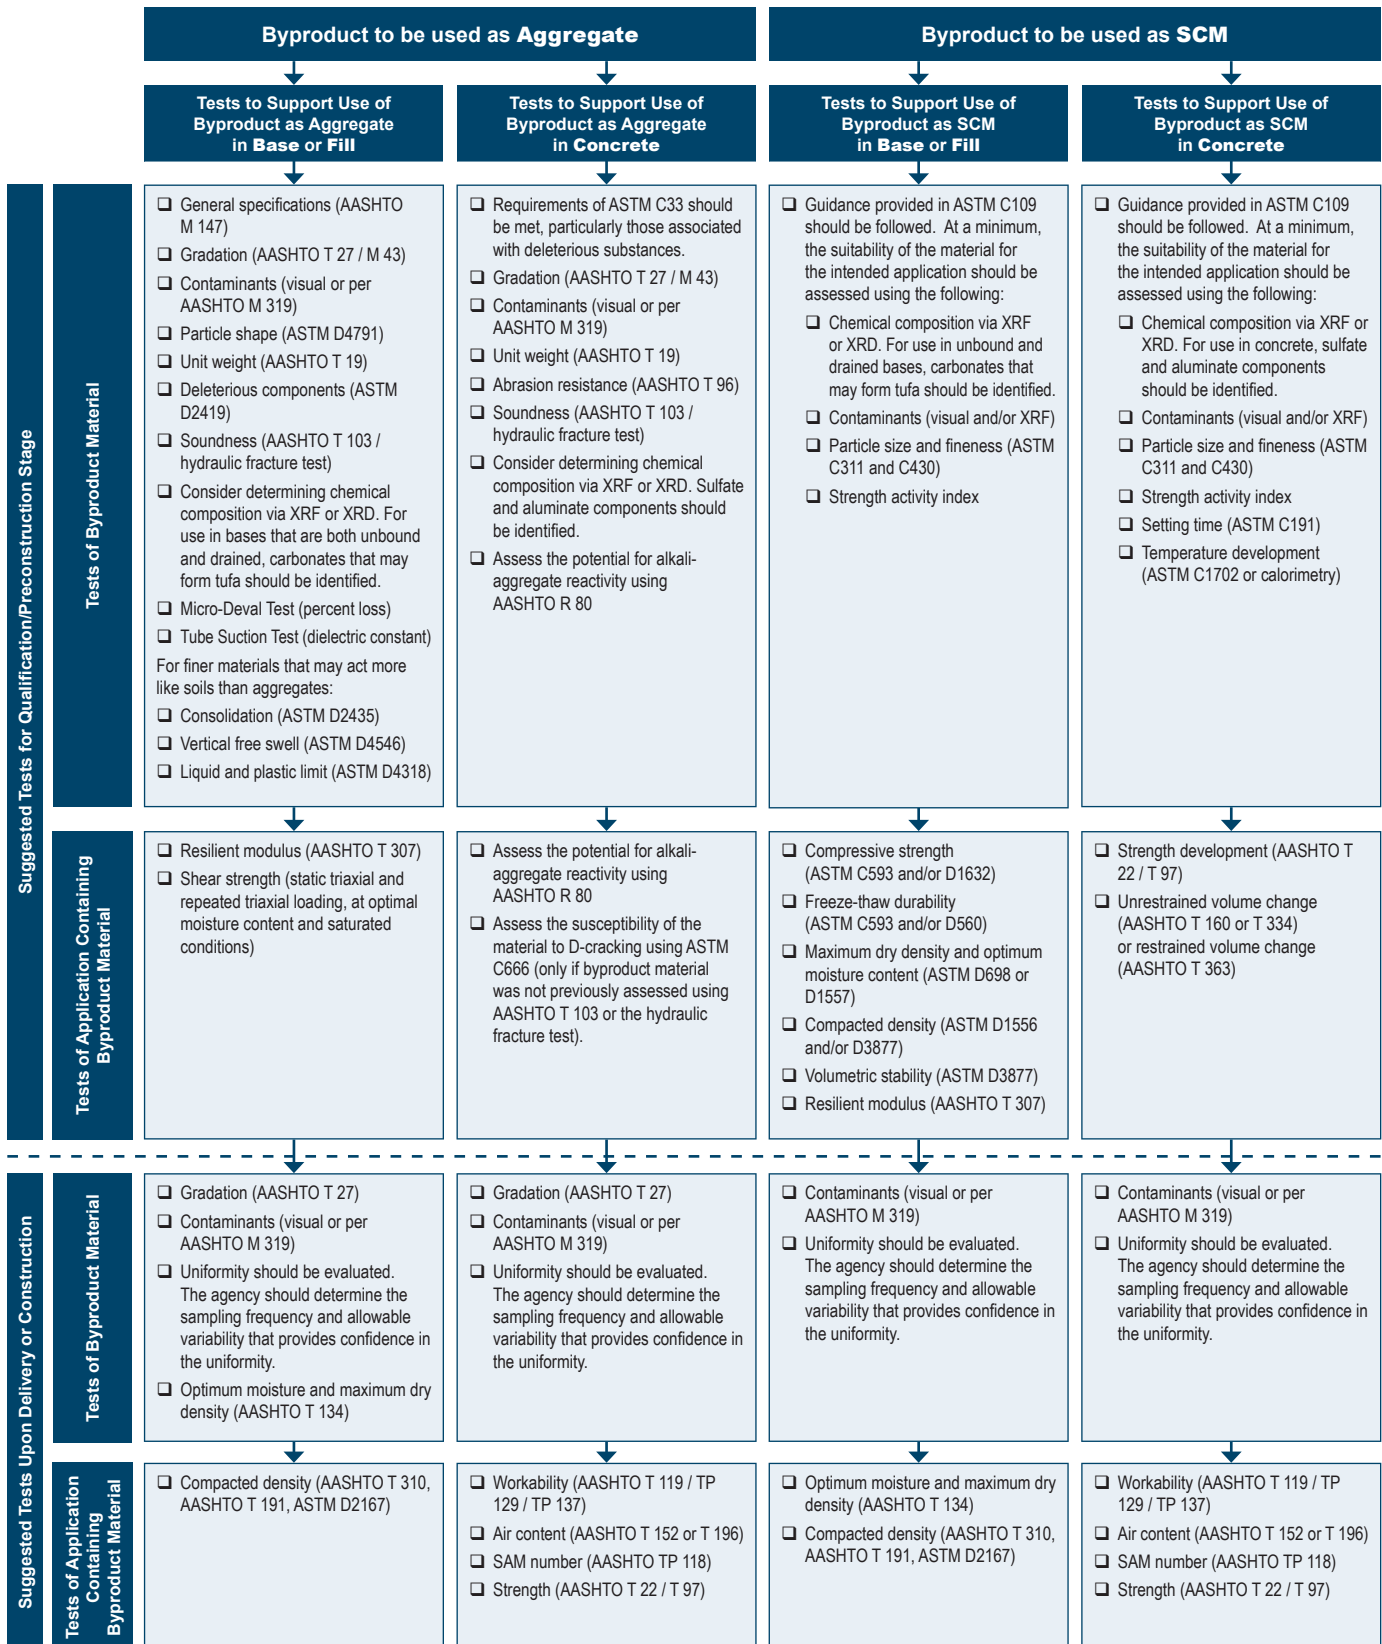 Byproduct to be used as Aggregate
Byproduct to be used as SCM
Tests to Support Use of
Byproduct as Aggregate
in Base or Fill
Tests to Support Use of
Byproduct as Aggregate
in Concrete
Tests to Support Use of
Byproduct as SCM
in Base or Fill
Tests to Support Use of
Byproduct as SCM
in Concrete
Suggested Tests for Qualification/Preconstruction Stage
Tests of Byproduct Material
❑ General specifications (AASHTO
M 147)
❑ Gradation (AASHTO T 27 / M 43)
❑ Contaminants (visual or per
AASHTO M 319)
❑ Particle shape (ASTM D4791)
❑ Unit weight (AASHTO T 19)
❑ Deleterious components (ASTM
D2419)
❑ Soundness (AASHTO T 103 /
hydraulic fracture test)
❑ Consider determining chemical
composition via XRF or XRD. For
use in bases that are both unbound
and drained, carbonates that may
form tufa should be identified.
❑ Micro-Deval Test (percent loss)
❑ Tube Suction Test (dielectric constant)
For finer materials that may act more
like soils than aggregates:
❑ Consolidation (ASTM D2435)
❑ Vertical free swell (ASTM D4546)
❑ Liquid and plastic limit (ASTM D4318)
❑ Requirements of ASTM C33 should
be met, particularly those associated
with deleterious substances.
❑ Gradation (AASHTO T 27 / M 43)
❑ Contaminants (visual or per
AASHTO M 319)
❑ Unit weight (AASHTO T 19)
❑ Abrasion resistance (AASHTO T 96)
❑ Soundness (AASHTO T 103 /
hydraulic fracture test)
❑ Consider determining chemical
composition via XRF or XRD. Sulfate
and aluminate components should
be identified.
❑ Assess the potential for alkali-
aggregate reactivity using
AASHTO R 80
❑ Guidance provided in ASTM C109
should be followed. At a minimum,
the suitability of the material for
the intended application should be
assessed using the following:
❑ Chemical composition via XRF
or XRD. For use in unbound and
drained bases, carbonates that
may form tufa should be identified.
❑ Contaminants (visual and/or XRF)
❑ Particle size and fineness (ASTM
C311 and C430)
❑ Strength activity index
❑ Guidance provided in ASTM C109
should be followed. At a minimum,
the suitability of the material for
the intended application should be
assessed using the following:
❑ Chemical composition via XRF or
XRD. For use in concrete, sulfate
and aluminate components
should be identified.
❑ Contaminants (visual and/or XRF)
❑ Particle size and fineness (ASTM
C311 and C430)
❑ Strength activity index
❑ Setting time (ASTM C191)
❑ Temperature development
(ASTM C1702 or calorimetry)
Tests of Application Containing
Byproduct Material
❑ Resilient modulus (AASHTO T 307)
❑ Shear strength (static triaxial and
repeated triaxial loading, at optimal
moisture content and saturated
conditions)
❑ Assess the potential for alkali-
aggregate reactivity using
AASHTO R 80
❑ Assess the susceptibility of the
material to D-cracking using ASTM
C666 (only if byproduct material
was not previously assessed using
AASHTO T 103 or the hydraulic
fracture test).
❑ Compressive strength
(ASTM C593 and/or D1632)
❑ Freeze-thaw durability
(ASTM C593 and/or D560)
❑ Maximum dry density and optimum
moisture content (ASTM D698 or
D1557)
❑ Compacted density (ASTM D1556
and/or D3877)
❑ Volumetric stability (ASTM D3877)
❑ Resilient modulus (AASHTO T 307)
❑ Strength development (AASHTO T
22 / T 97)
❑ Unrestrained volume change
(AASHTO T 160 or T 334)
or restrained volume change
(AASHTO T 363)
Suggested Tests Upon Delivery or Construction
Tests of Byproduct Material
❑ Gradation (AASHTO T 27)
❑ Contaminants (visual or per
AASHTO M 319)
❑ Uniformity should be evaluated.
The agency should determine the
sampling frequency and allowable
variability that provides confidence in
the uniformity.
❑ Optimum moisture and maximum dry
density (AASHTO T 134)
❑ Gradation (AASHTO T 27)
❑ Contaminants (visual or per
AASHTO M 319)
❑ Uniformity should be evaluated.
The agency should determine the
sampling frequency and allowable
variability that provides confidence in
the uniformity.
❑ Contaminants (visual or per
AASHTO M 319)
❑ Uniformity should be evaluated.
The agency should determine the
sampling frequency and allowable
variability that provides confidence in
the uniformity.
❑ Contaminants (visual or per
AASHTO M 319)
❑ Uniformity should be evaluated.
The agency should determine the
sampling frequency and allowable
variability that provides confidence in
the uniformity.
Tests of Application
Containing
Byproduct Material
❑ Compacted density (AASHTO T 310,
AASHTO T 191, ASTM D2167)
❑ Workability (AASHTO T 119 / TP
129 / TP 137)
❑ Air content (AASHTO T 152 or T 196)
❑ SAM number (AASHTO TP 118)
❑ Strength (AASHTO T 22 / T 97)
❑ Optimum moisture and maximum dry
density (AASHTO T 134)
❑ Compacted density (AASHTO T 310,
AASHTO T 191, ASTM D2167)
❑ Workability (AASHTO T 119 / TP
129 / TP 137)
❑ Air content (AASHTO T 152 or T 196)
❑ SAM number (AASHTO TP 118)
❑ Strength (AASHTO T 22 / T 97)